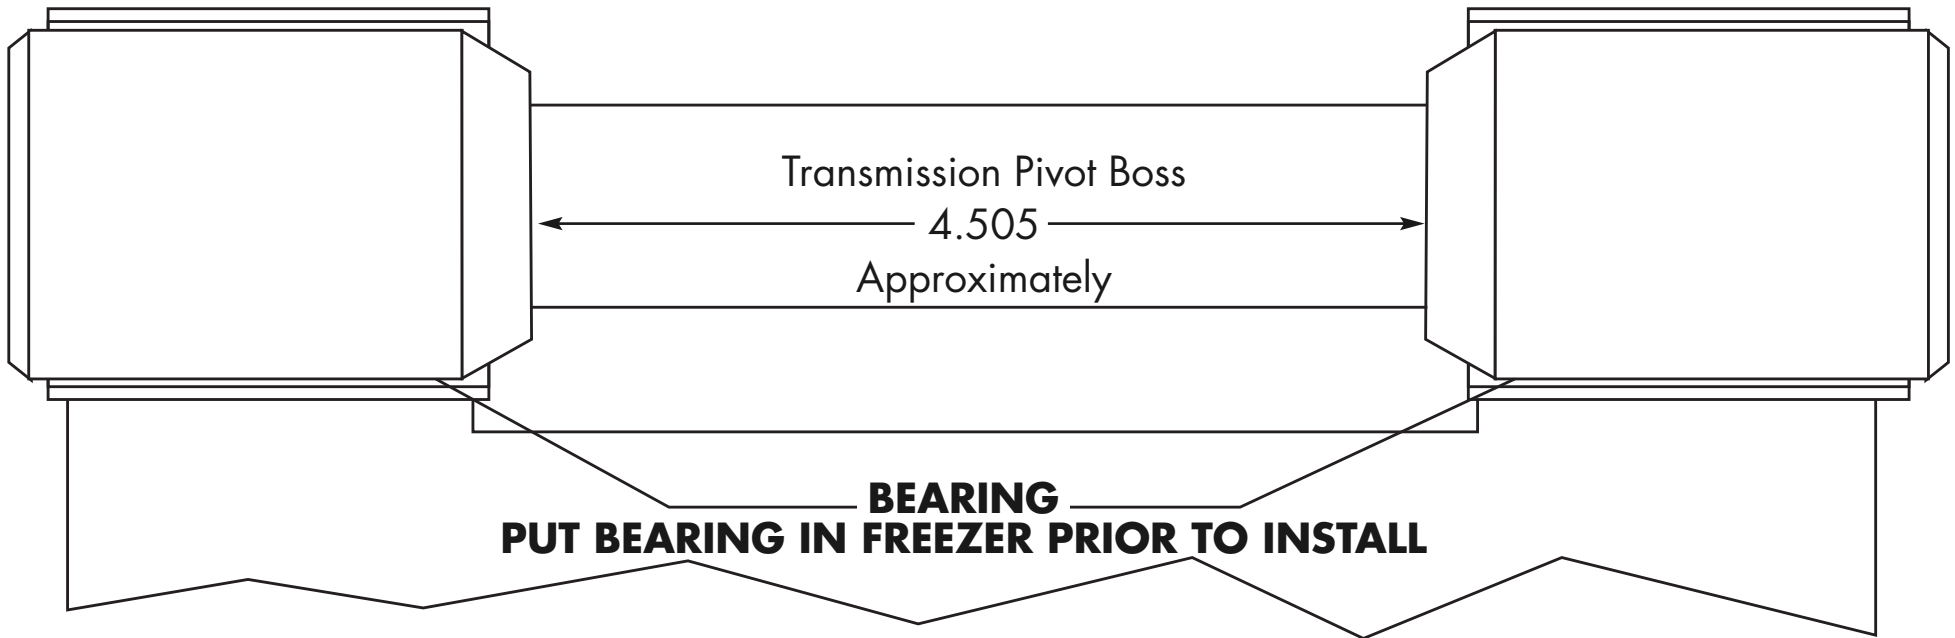 Transmission Pivot Boss
4.505
Approximately
BEARING
PUT BEARING IN FREEZER PRIOR TO INSTALL